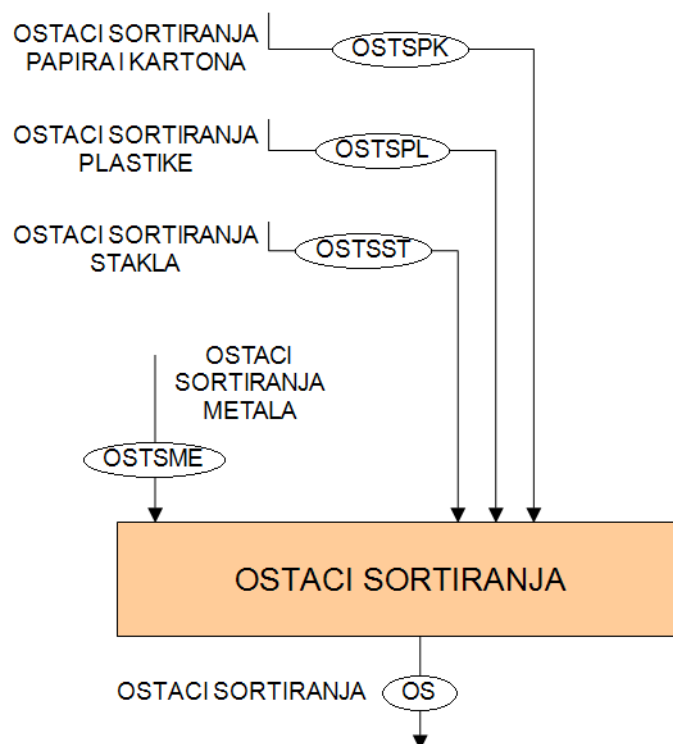 OSTACI SORTIRANJA
PAPIRA I KARTONA
OSTSPK
OSTACI SORTIRANJA
PLASTIKE
OSTSPL
OSTACI SORTIRANJA
STAKLA
OSTSST
OSTACI
SORTIRANJA
METALA
OSTSME
OSTACI SORTIRANJA
OSTACI SORTIRANJA
OS